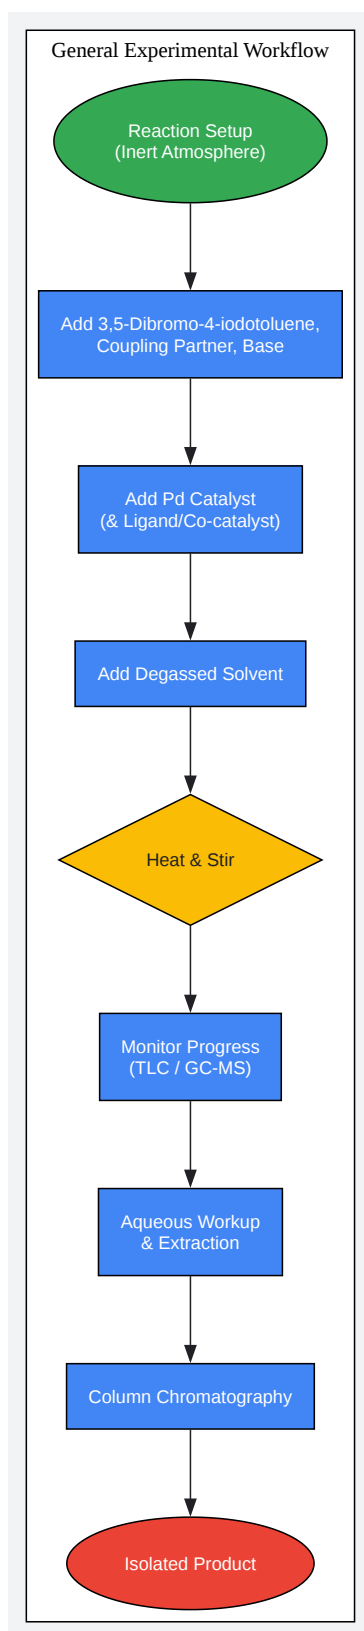 General Experimental Workflow
Reaction Setup
(Inert Atmosphere)
Add 3,5-Dibromo-4-iodotoluene,
Coupling Partner, Base
Add Pd Catalyst
(& Ligand/Co-catalyst)
Add Degassed Solvent
Heat & Stir
Monitor Progress
(TLC / GC-MS)
Aqueous Workup
& Extraction
Column Chromatography
Isolated Product